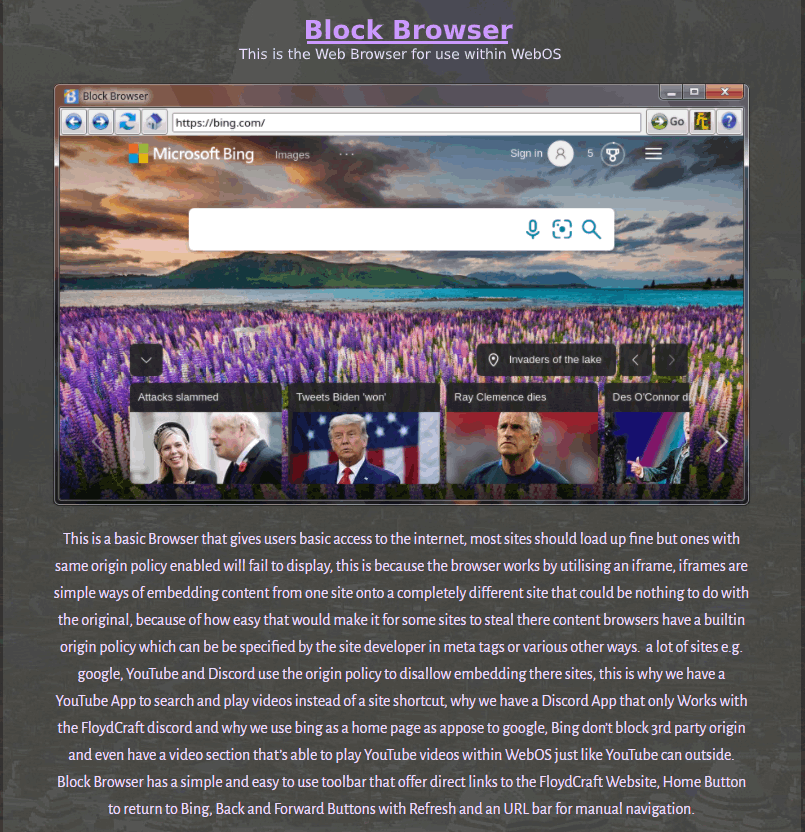 Block Browser
This is the Web Browser for use within WebOS
Block Browser
https://bing.com/
Go
Microsoft Bing
Images
Sign in
5
Invaders of the lake
Attacks slammed
Tweets Biden 'won'
Ray Clemence dies
Des O'Connor d
This is a basic Browser that gives users basic access to the internet, most sites should load up fine but ones with
same origin policy enabled will fail to display, this is because the browser works by utilising an iframe, iframes are
simple ways of embedding content from one site onto a completely different site that could be nothing to do with
the original, because of how easy that would make it for some sites to steal there content browsers have a builtin
origin policy which can be be specified by the site developer in meta tags or various other ways.  a lot of sites e.g.
google, YouTube and Discord use the origin policy to disallow embedding there sites, this is why we have a
YouTube App to search and play videos instead of a site shortcut, why we have a Discord App that only Works with
the FloydCraft discord and why we use bing as a home page as appose to google, Bing don't block 3rd party origin
and even have a video section that's able to play YouTube videos within WebOS just like YouTube can outside.
Block Browser has a simple and easy to use toolbar that offer direct links to the FloydCraft Website, Home Button
to return to Bing, Back and Forward Buttons with Refresh and an URL bar for manual navigation.